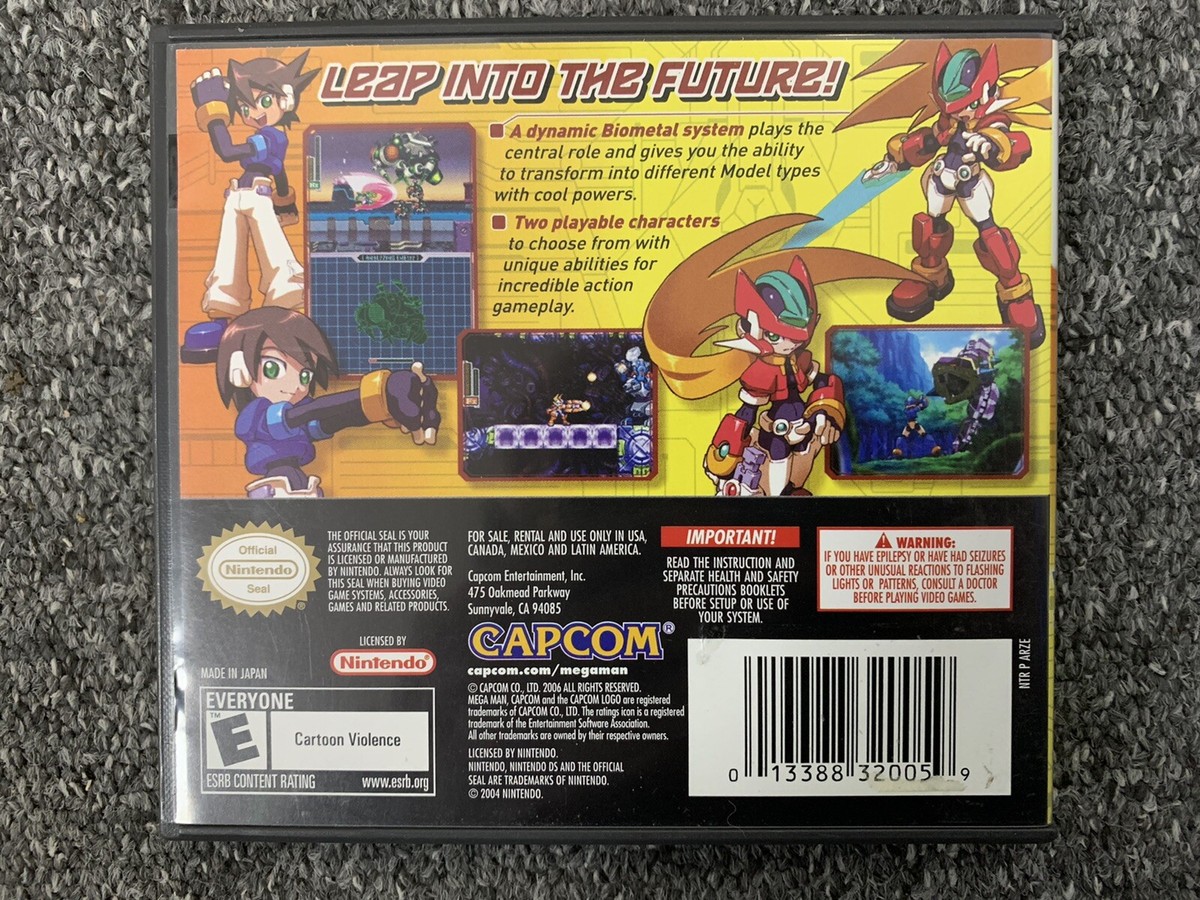 LEAP INTO THE FUTURE!
A dynamic Biometal system plays the
central role and gives you the ability
to transform into different Model types
with cool powers.
Two playable characters
to choose from with
unique abilities for
incredible action
gameplay.
Official
Nintendo
Seal
®
THE OFFICIAL SEAL IS YOUR
ASSURANCE THAT THIS PRODUCT
IS LICENSED OR MANUFACTURED
BY NINTENDO. ALWAYS LOOK FOR
THIS SEAL WHEN BUYING VIDEO
GAME SYSTEMS, ACCESSORIES,
GAMES AND RELATED PRODUCTS.
LICENSED BY
Nintendo®
MADE IN JAPAN
EVERYONE
E™
Cartoon Violence
ESRB CONTENT RATING www.esrb.org
FOR SALE, RENTAL AND USE ONLY IN USA,
CANADA, MEXICO AND LATIN AMERICA.
Capcom Entertainment, Inc.
475 Oakmead Parkway
Sunnyvale, CA 94085
CAPCOM®
capcom.com/megaman
© CAPCOM CO., LTD. 2006 ALL RIGHTS RESERVED.
MEGA MAN, CAPCOM and the CAPCOM LOGO are registered
trademarks of CAPCOM CO., LTD. The ratings icon is a registered
trademark of the Entertainment Software Association.
All other trademarks are owned by their respective owners.
LICENSED BY NINTENDO.
NINTENDO, NINTENDO DS AND THE OFFICIAL
SEAL ARE TRADEMARKS OF NINTENDO.
© 2004 NINTENDO.
IMPORTANT!
READ THE INSTRUCTION AND
SEPARATE HEALTH AND SAFETY
PRECAUTIONS BOOKLETS
BEFORE SETUP OR USE OF
YOUR SYSTEM.
WARNING:
IF YOU HAVE EPILEPSY OR HAVE HAD SEIZURES
OR OTHER UNUSUAL REACTIONS TO FLASHING
LIGHTS OR PATTERNS, CONSULT A DOCTOR
BEFORE PLAYING VIDEO GAMES.
0 13388 32005 9
NTR P ARZE